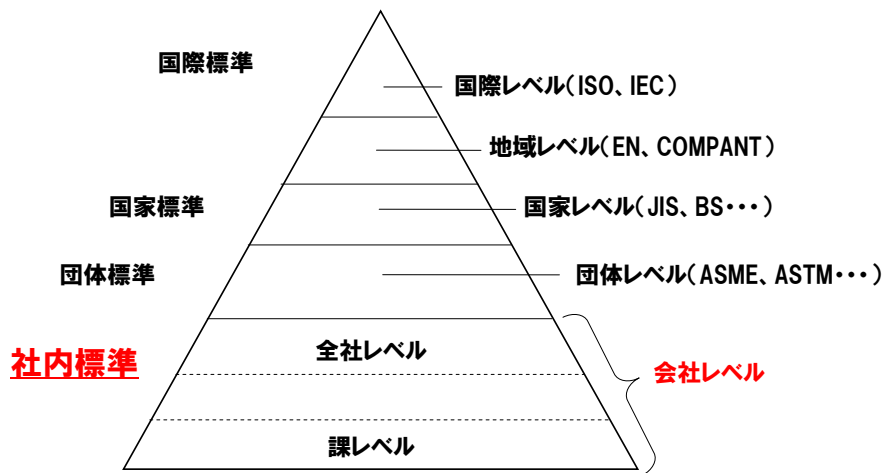 国際標準
国際レベル(ISO、IEC)
地域レベル(EN、COMPANT)
国家標準
国家レベル(JIS、BS・・・)
団体標準
団体レベル(ASME、ASTM・・・)
社内標準
全社レベル
会社レベル
課レベル